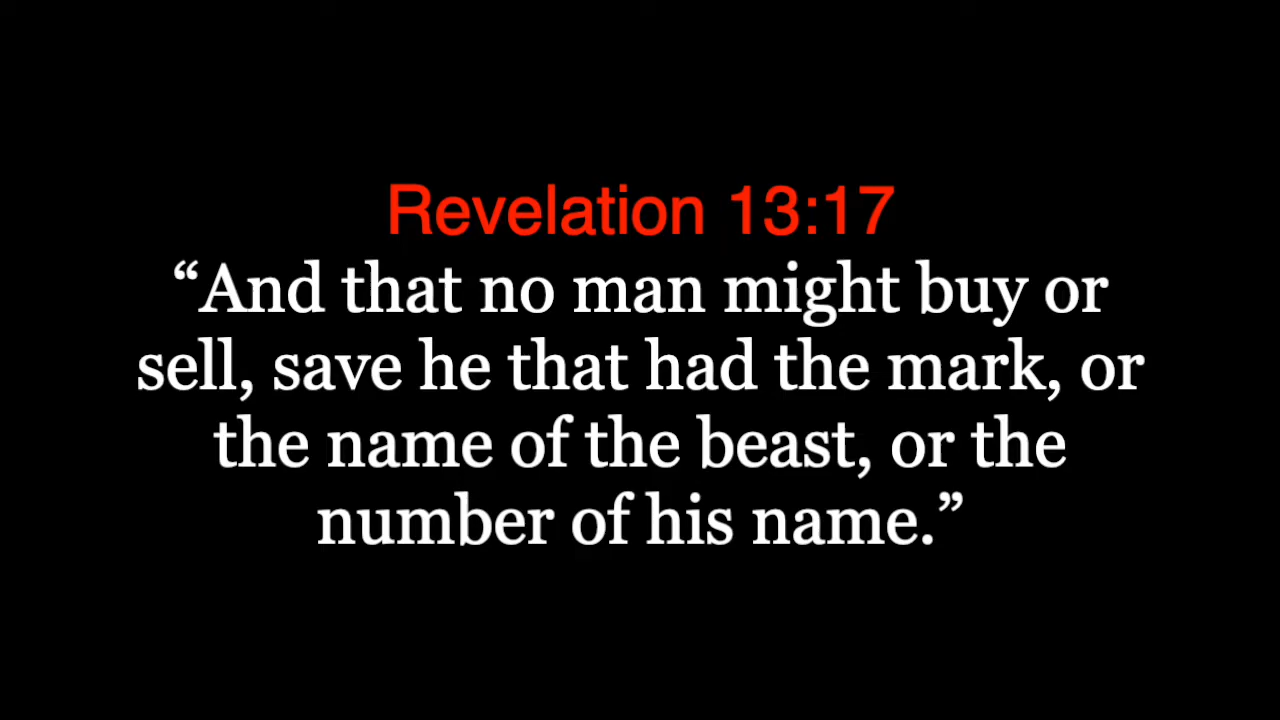 Revelation 13:17
“And that no man might buy or
sell, save he that had the mark, or
the name of the beast, or the
number of his name.”